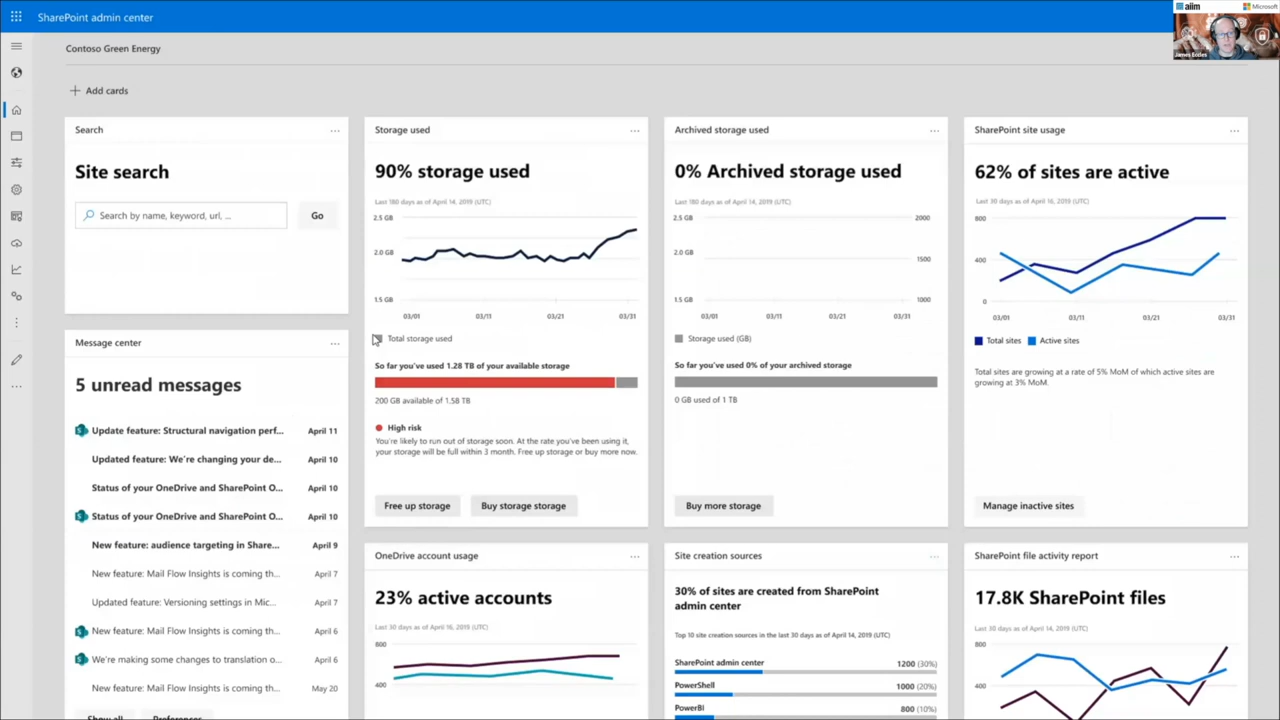 SharePoint admin center
aiim
Microsoft
James Eccles
Contoso Green Energy
Add cards
Search
Site search
Search by name, keyword, url, ...
Go
Message center
5 unread messages
Update feature: Structural navigation perf... April 11
Updated feature: We're changing your de... April 10
Status of your OneDrive and SharePoint O... April 10
Status of your OneDrive and SharePoint O... April 10
New feature: audience targeting in Share... April 9
New feature: Mail Flow Insights is coming th... April 7
Updated feature: Versioning settings in Mic... April 7
New feature: Mail Flow Insights is coming th... April 6
We're making some changes to translation o... April 6
New feature: Mail Flow Insights is coming th... May 20
Show all Preferences
Storage used
90% storage used
Last 180 days as of April 14, 2019 (UTC)
2.5 GB
2.0 GB
1.5 GB
03/01 03/11 03/21 03/31
Total storage used
So far you've used 1.28 TB of your available storage
200 GB available of 1.58 TB
High risk
You're likely to run out of storage soon. At the rate you've been using it,
your storage will be full within 3 month. Free up storage or buy more now.
Free up storage Buy storage storage
Archived storage used
0% Archived storage used
Last 180 days as of April 14, 2019 (UTC)
2.5 GB 2000
2.0 GB 1500
1.5 GB 1000
03/01 03/11 03/21 03/31
Storage used (GB)
So far you've used 0% of your archived storage
0 GB used of 1 TB
Buy more storage
SharePoint site usage
62% of sites are active
Last 30 days as of April 16, 2019 (UTC)
800
400
0
03/01 03/11 03/21 03/31
Total sites Active sites
Total sites are growing at a rate of 5% MoM of which active sites are
growing at 3% MoM.
Manage inactive sites
OneDrive account usage
23% active accounts
Last 30 days as of April 16, 2019 (UTC)
800
400
Site creation sources
30% of sites are created from SharePoint
admin center
Top 10 site creation sources in the last 30 days as of April 14, 2019 (UTC)
SharePoint admin center 1200 (30%)
PowerShell 1000 (20%)
PowerBI 800 (10%)
SharePoint file activity report
17.8K SharePoint files
Last 30 days as of April 14, 2019 (UTC)
800
400